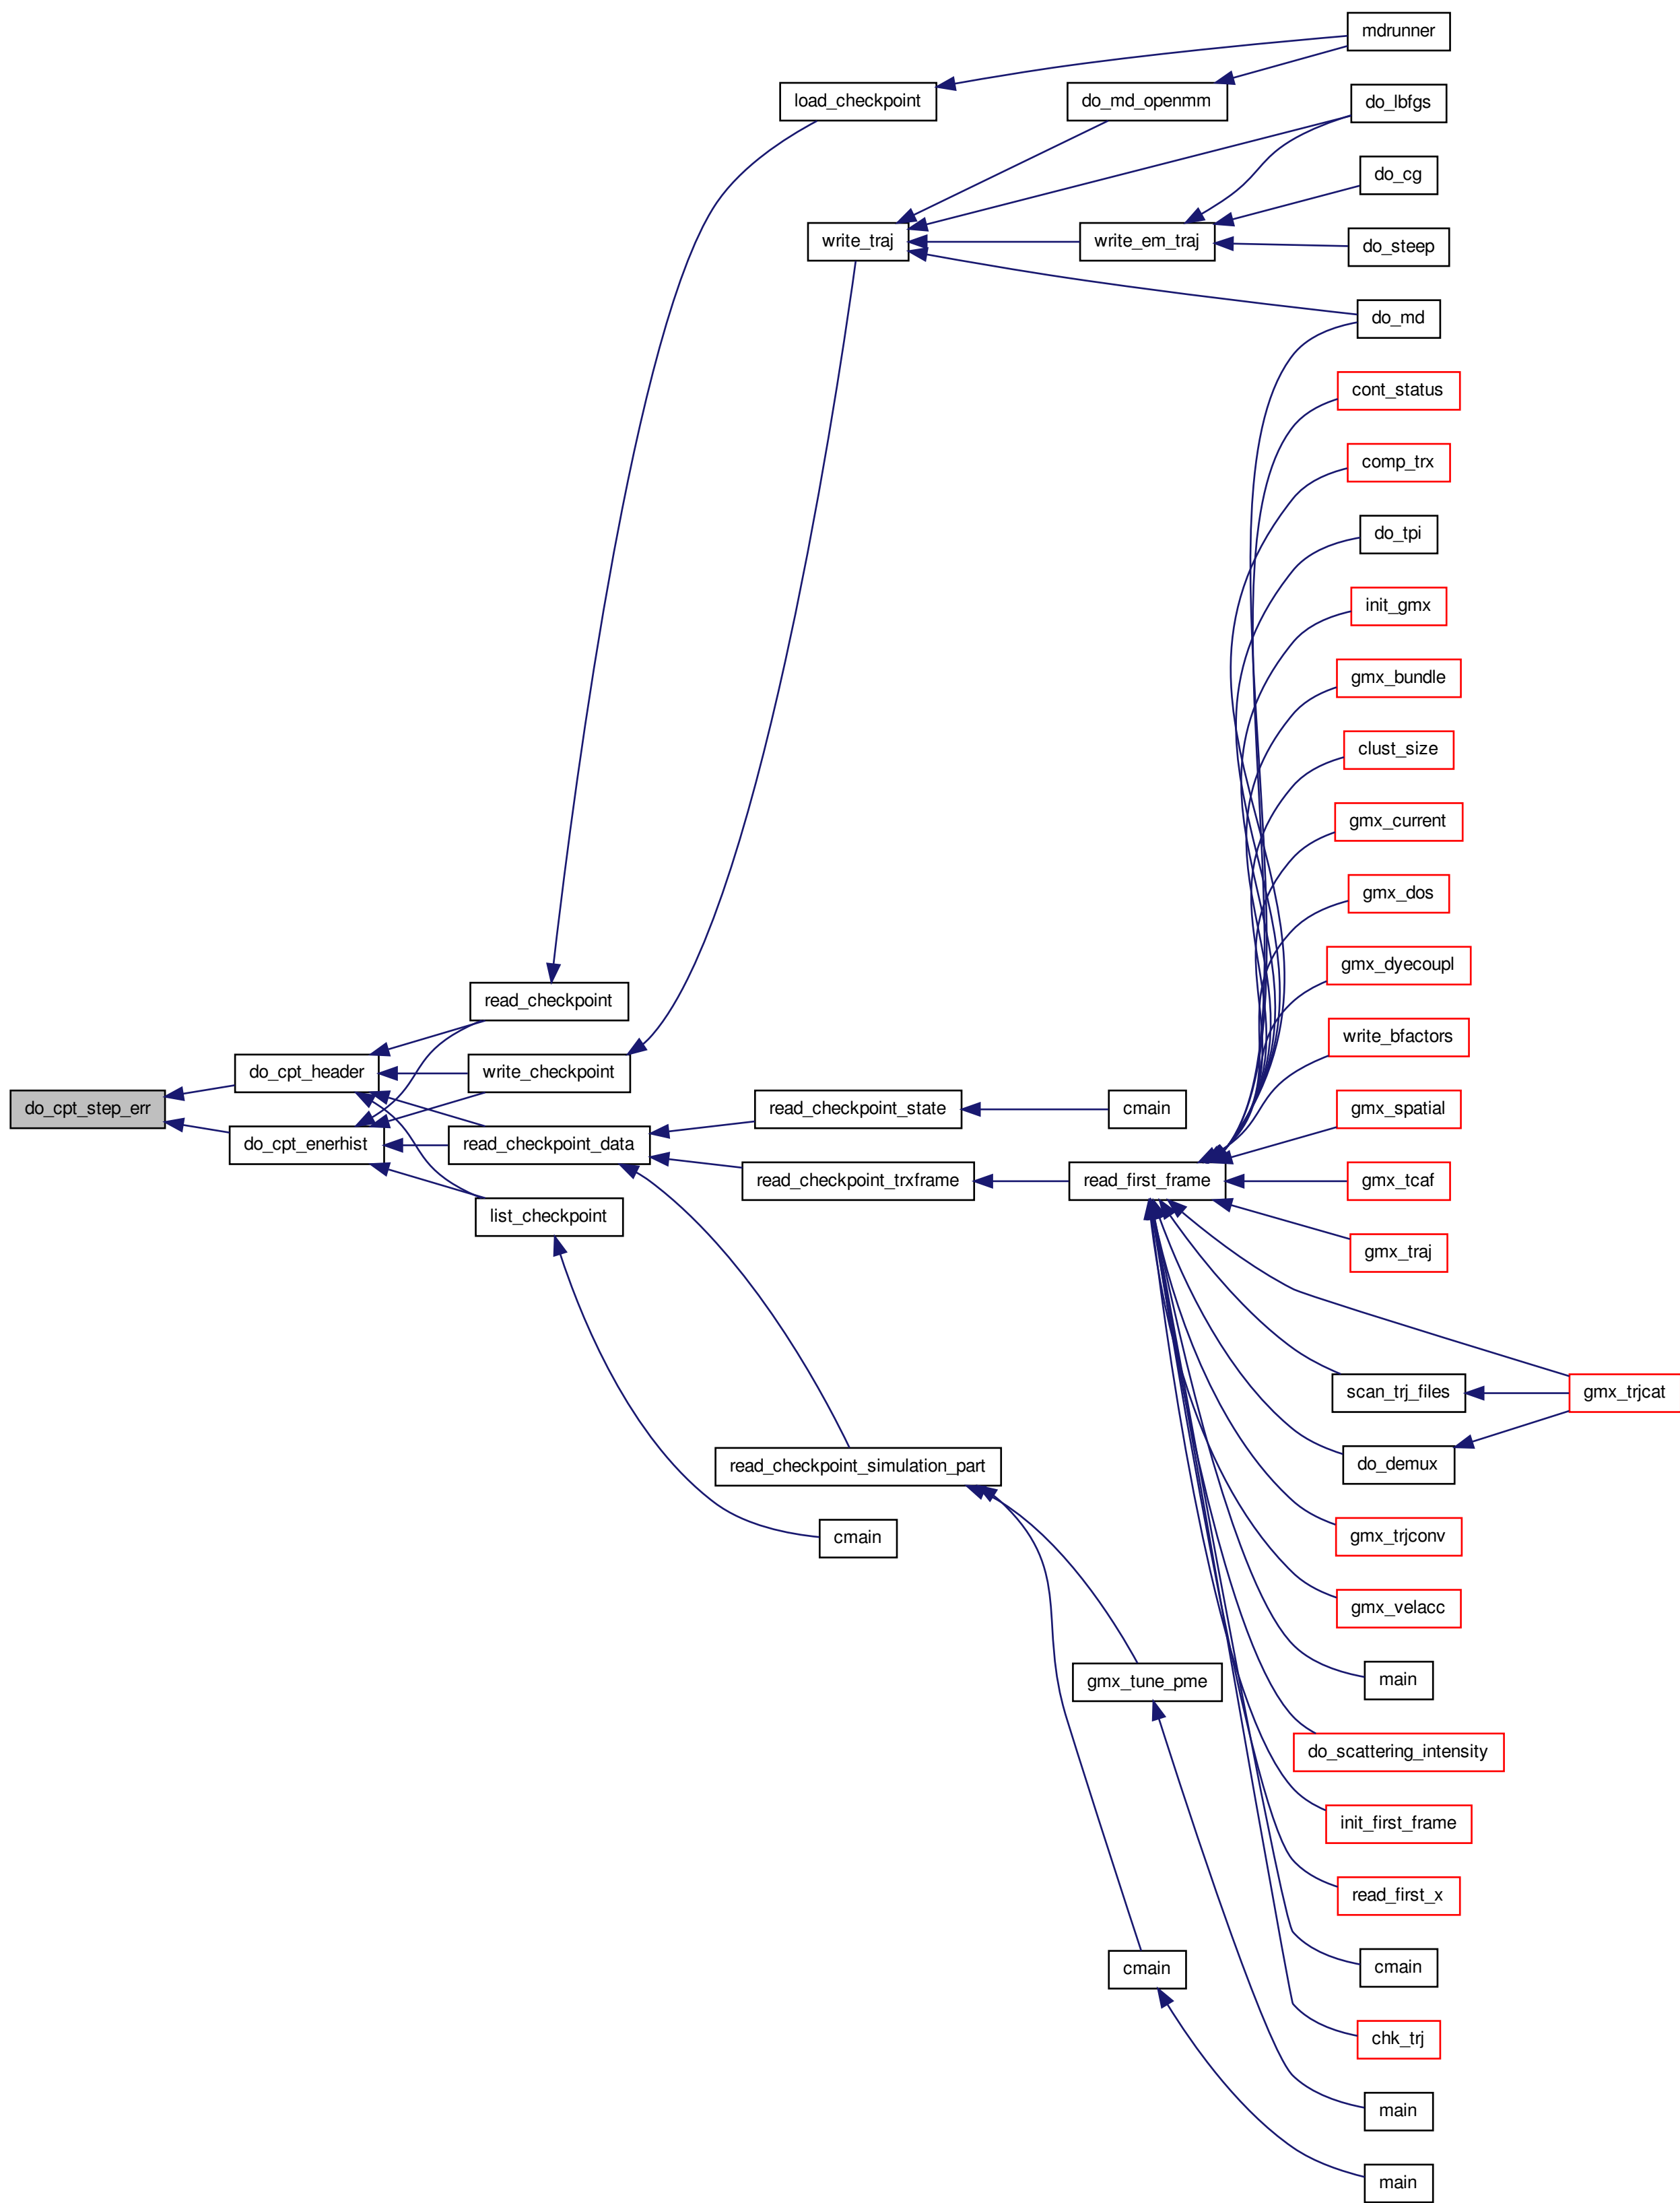 mdrunner
load_checkpoint
do_md_openmm
do_lbfgs
do_cg
write_traj
write_em_traj
do_steep
do_md
cont_status
comp_trx
do_tpi
init_gmx
gmx_bundle
clust_size
gmx_current
gmx_dos
gmx_dyecoupl
read_checkpoint
write_bfactors
do_cpt_header
write_checkpoint
do_cpt_step_err
read_checkpoint_state
cmain
gmx_spatial
do_cpt_enerhist
read_checkpoint_data
read_checkpoint_trxframe
read_first_frame
gmx_tcaf
list_checkpoint
gmx_traj
scan_trj_files
gmx_trjcat
read_checkpoint_simulation_part
do_demux
cmain
gmx_trjconv
gmx_velacc
gmx_tune_pme
main
do_scattering_intensity
init_first_frame
read_first_x
cmain
cmain
chk_trj
main
main